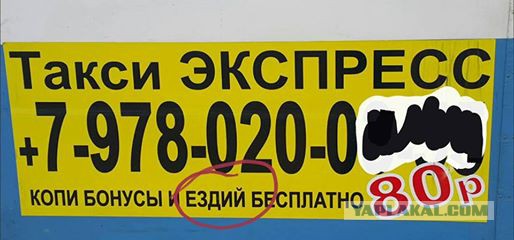 Такси ЭКСПРЕСС
+7-978-020-0
КОПИ БОНУСЫ И ЕЗДИЙ БЕСПЛАТНО
80р
YAPLAKAL.COM